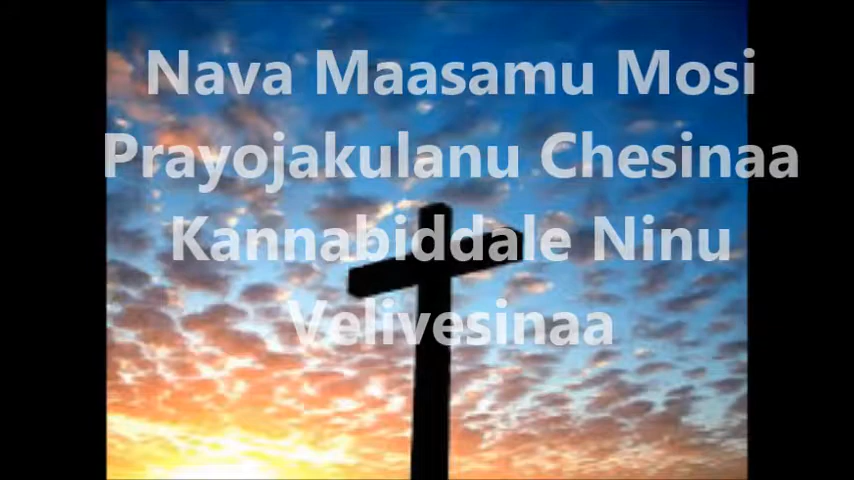 Nava Maasamu Mosi
Prayojakulanu Chesinaa
Kannabiddale Ninu
Velivesinaa